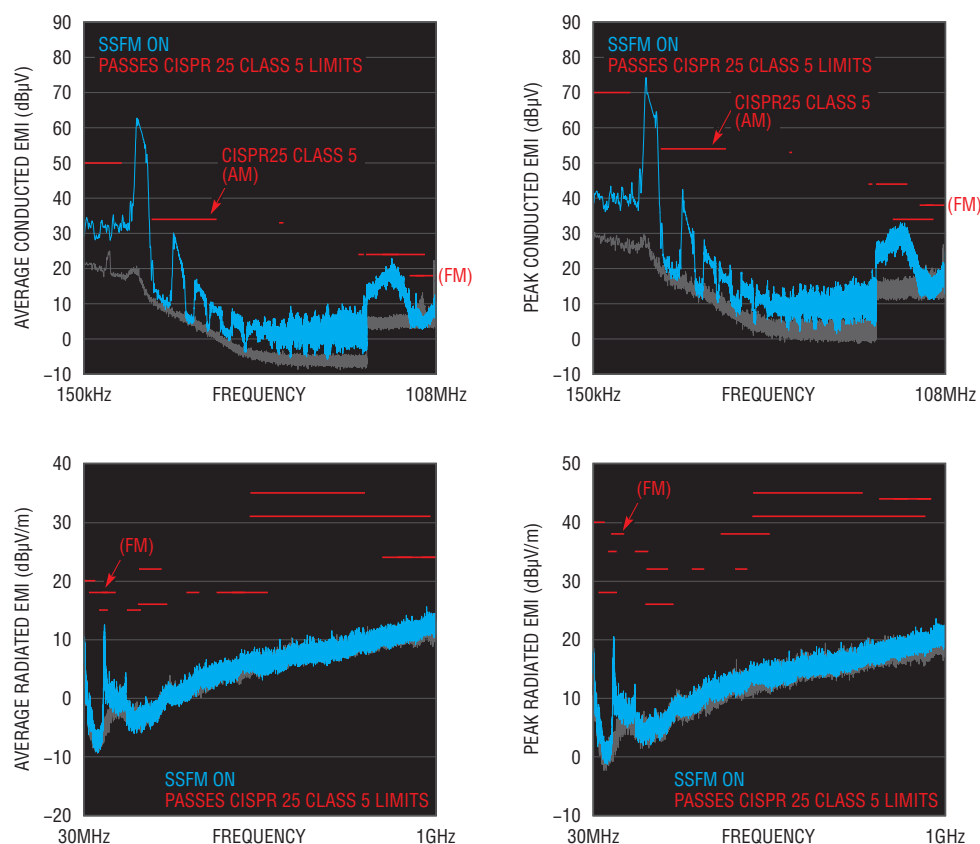 AVERAGE CONDUCTED EMI (dBµV)
90
80
70
60
50
40
30
20
10
0
–10
SSFM ON
PASSES CISPR 25 CLASS 5 LIMITS
CISPR25 CLASS 5
(AM)
(FM)
150kHz FREQUENCY 108MHz
PEAK CONDUCTED EMI (dBµV)
90
80
70
60
50
40
30
20
10
0
–10
SSFM ON
PASSES CISPR 25 CLASS 5 LIMITS
CISPR25 CLASS 5
(AM)
(FM)
150kHz FREQUENCY 108MHz
AVERAGE RADIATED EMI (dBµV/m)
40
30
20
10
0
–10
–20
(FM)
SSFM ON
PASSES CISPR 25 CLASS 5 LIMITS
30MHz FREQUENCY 1GHz
PEAK RADIATED EMI (dBµV/m)
50
40
30
20
10
0
–10
(FM)
SSFM ON
PASSES CISPR 25 CLASS 5 LIMITS
30MHz FREQUENCY 1GHz